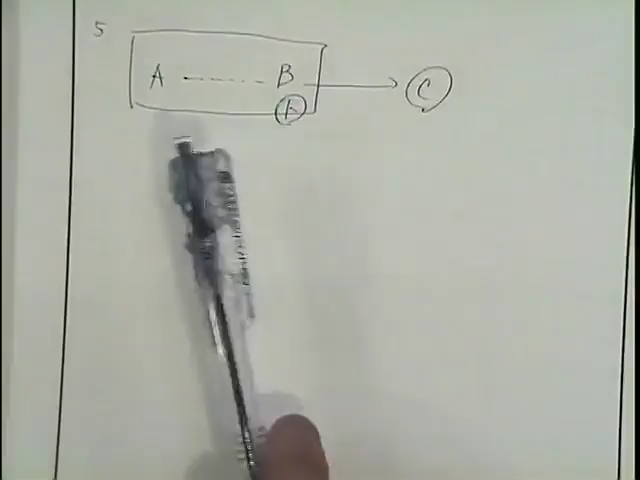 5
A ------ B → C
A